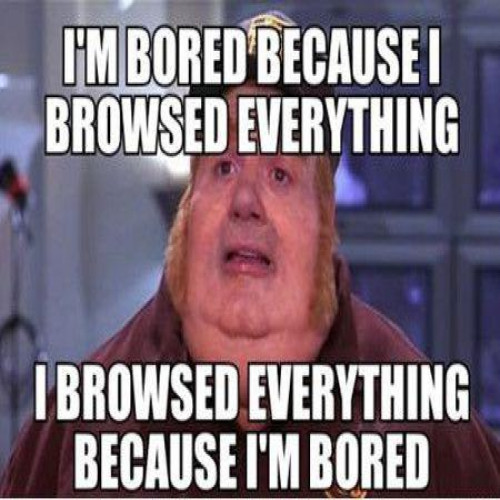 I'M BORED BECAUSE I
BROWSED EVERYTHING
I BROWSED EVERYTHING
BECAUSE I'M BORED